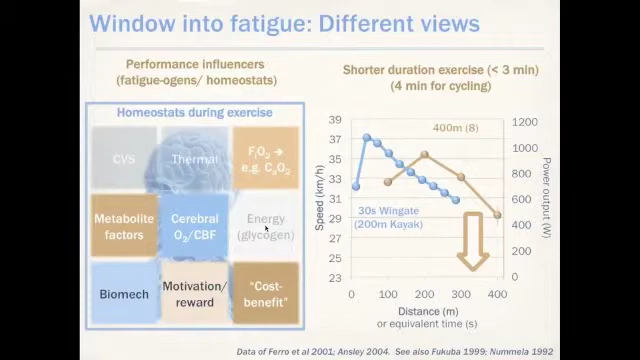 Window into fatigue: Different views
Performance influencers
(fatigue-ogens/ homeostats)
Homeostats during exercise
CVS
Thermal
FIO2 →
e.g. CaO2
Metabolite
factors
Cerebral
O2/CBF
Energy
(glycogen)
Biomech
Motivation/
reward
"Cost-
benefit"
Shorter duration exercise (< 3 min)
(4 min for cycling)
39
37
35
33
31
29
27
25
23
Speed (km/h)
400m (8)
30s Wingate
(200m Kayak)
1200
1000
800
600
400
200
0
Power output (W)
0
100
200
300
400
Distance (m)
or equivalent time (s)
Data of Ferro et al 2001; Ansley 2004. See also Fukuba 1999; Nummela 1992